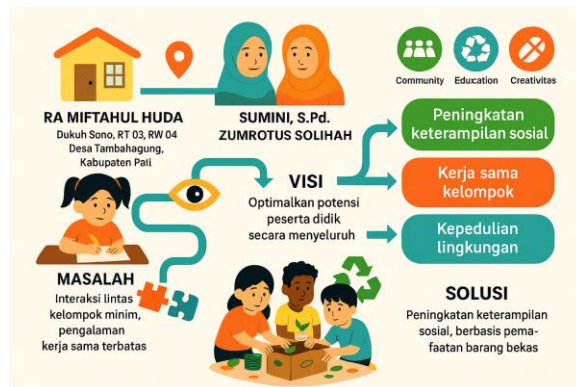 RA MIFTAHUL HUDA
Dukuh Sono, RT 03, RW 04
Desa Tambahagung,
Kabupaten Pati
SUMINI, S.Pd.
ZUMROTUS SOLIHAH
Community
Education
Creativitas
Peningkatan
keterampilan sosial
Kerja sama
kelompok
Kepedulian
lingkungan
VISI
Optimalkan potensi
peserta didik
secara menyeluruh
MASALAH
Interaksi lintas
kelompok minim,
pengalaman
kerja sama terbatas
SOLUSI
Peningkatan keterampilan
sosial, berbasis pema-
faatan barang bekas